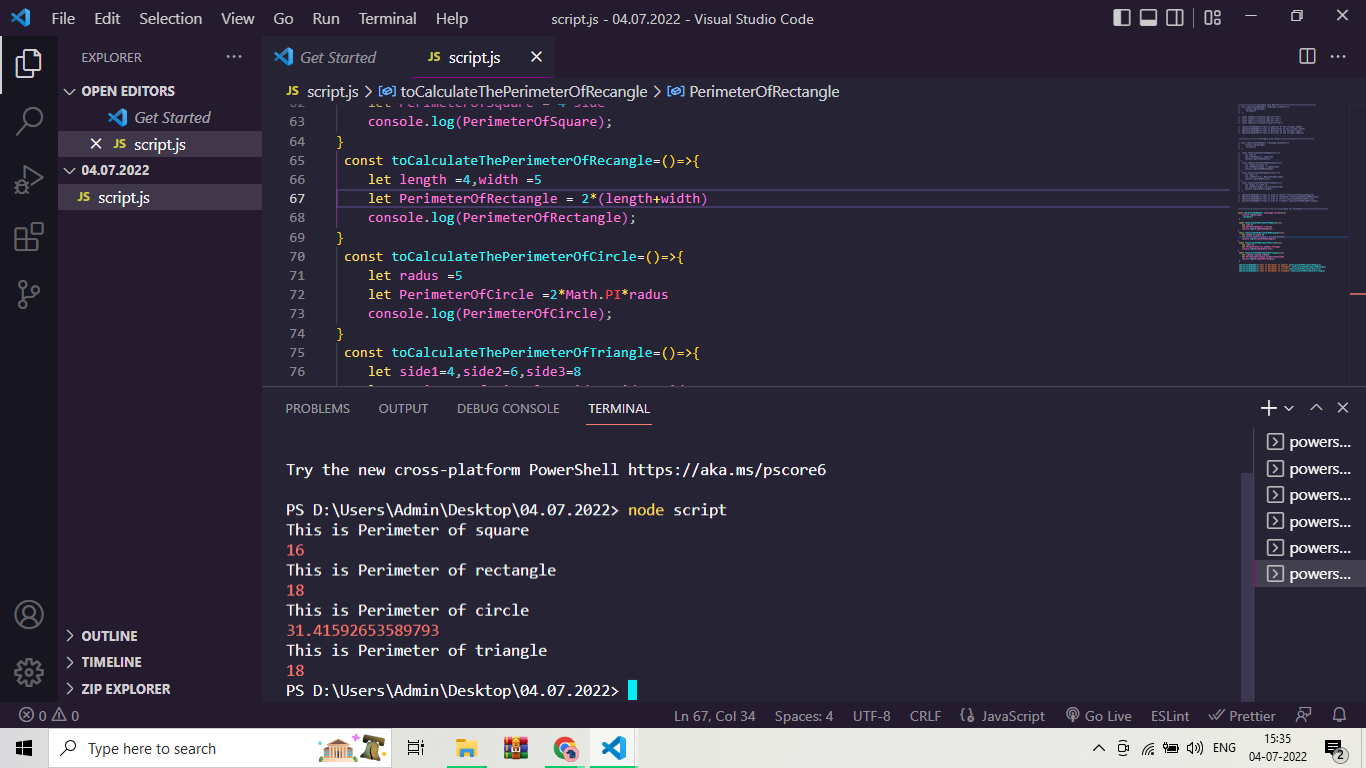 File Edit Selection View Go Run Terminal Help
script.js - 04.07.2022 - Visual Studio Code
EXPLORER
OPEN EDITORS
Get Started
JS script.js
04.07.2022
JS script.js
OUTLINE
TIMELINE
ZIP EXPLORER
Get Started
JS script.js
JS script.js > toCalculateThePerimeterOfRecangle > PerimeterOfRectangle
63 console.log(PerimeterOfSquare);
64 }
65 const toCalculateThePerimeterOfRecangle=()=>{
66 let length =4,width =5
67 let PerimeterOfRectangle = 2*(length+width)
68 console.log(PerimeterOfRectangle);
69 }
70 const toCalculateThePerimeterOfCircle=()=>{
71 let radus =5
72 let PerimeterOfCircle =2*Math.PI*radus
73 console.log(PerimeterOfCircle);
74 }
75 const toCalculateThePerimeterOfTriangle=()=>{
76 let side1=4,side2=6,side3=8
PROBLEMS OUTPUT DEBUG CONSOLE TERMINAL
Try the new cross-platform PowerShell https://aka.ms/pscore6
PS D:\Users\Admin\Desktop\04.07.2022> node script
This is Perimeter of square
16
This is Perimeter of rectangle
18
This is Perimeter of circle
31.41592653589793
This is Perimeter of triangle
18
PS D:\Users\Admin\Desktop\04.07.2022>
powers...
powers...
powers...
powers...
powers...
powers...
0 0
Ln 67, Col 34 Spaces: 4 UTF-8 CRLF JavaScript Go Live ESLint Prettier
Type here to search
ENG
15:35
04-07-2022
2